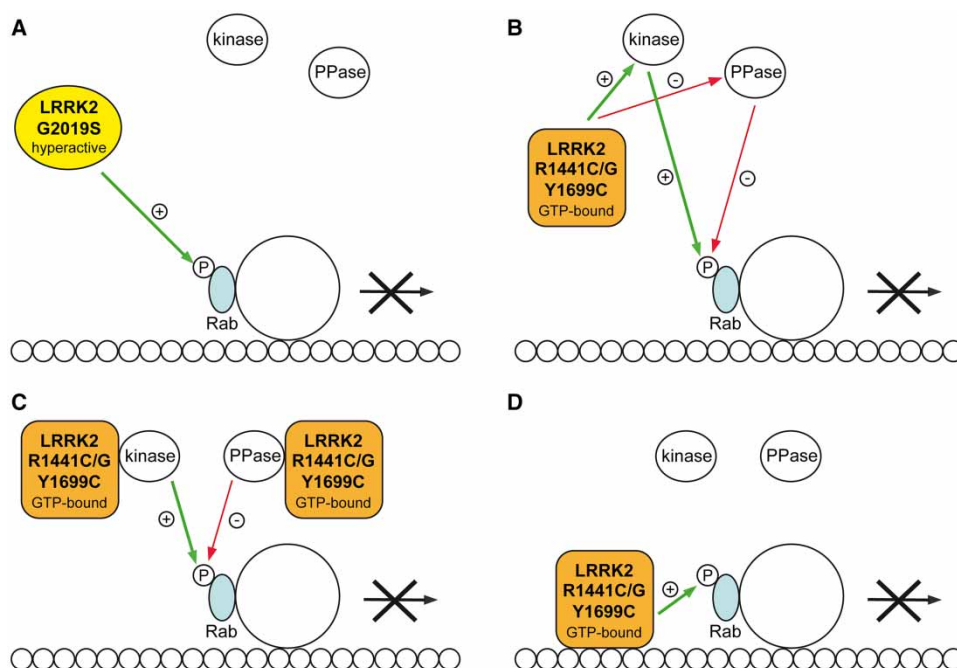 A
kinase
PPase
LRRK2
G2019S
hyperactive
+
P
Rab
B
kinase
PPase
+
-
LRRK2
R1441C/G
Y1699C
GTP-bound
+
-
P
Rab
C
LRRK2
R1441C/G
Y1699C
GTP-bound
kinase
PPase
LRRK2
R1441C/G
Y1699C
GTP-bound
+
-
P
Rab
D
kinase
PPase
LRRK2
R1441C/G
Y1699C
GTP-bound
+
P
Rab